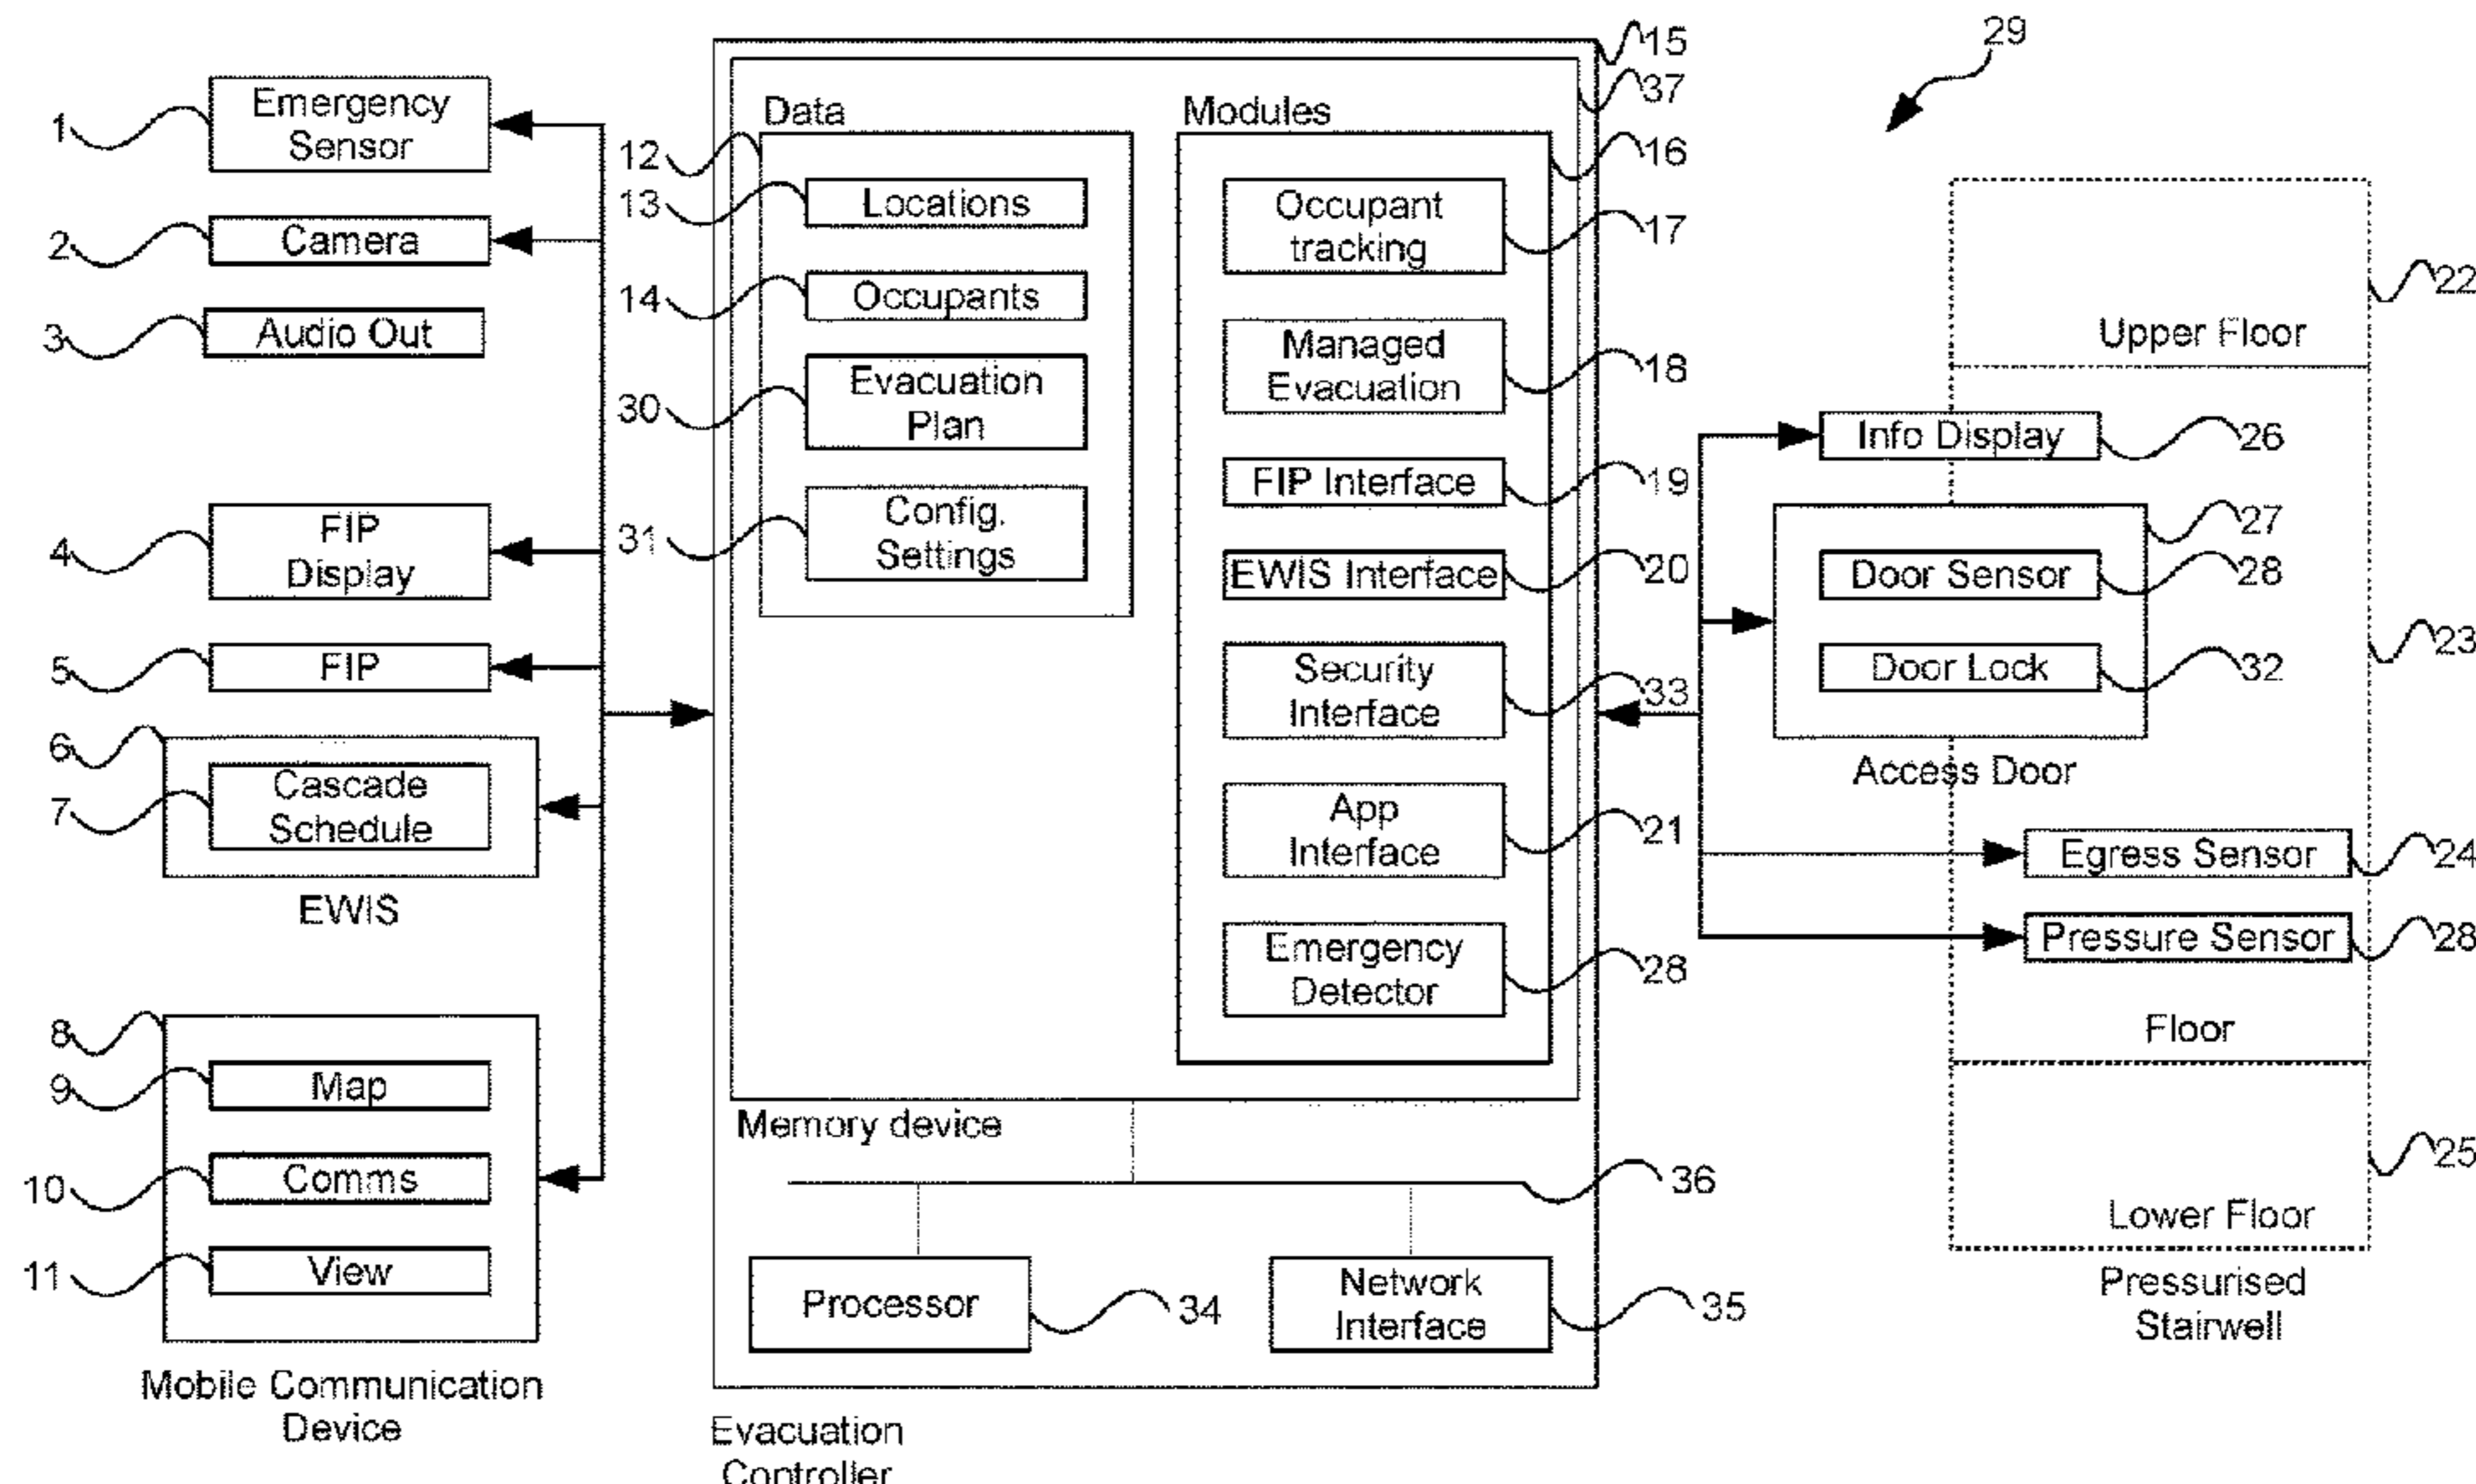 29
15
37
Emergency
Sensor
1
Camera
2
Audio Out
3
FIP
Display
4
FIP
5
6
Cascade
Schedule
7
EWIS
8
Map
9
Comms
10
View
11
Mobile Communication
Device
Data
12
Locations
13
Occupants
14
Evacuation
Plan
30
Config.
Settings
31
Modules
16
Occupant
tracking
17
Managed
Evacuation
18
FIP Interface
19
EWIS Interface
20
Security
Interface
33
App
Interface
21
Emergency
Detector
28
Memory device
36
Processor
34
Network
Interface
35
Evacuation
Controller
22
Upper Floor
Info Display
26
27
Door Sensor
28
Door Lock
32
23
Access Door
Egress Sensor
24
Pressure Sensor
28
Floor
25
Lower Floor
Pressurised
Stairwell